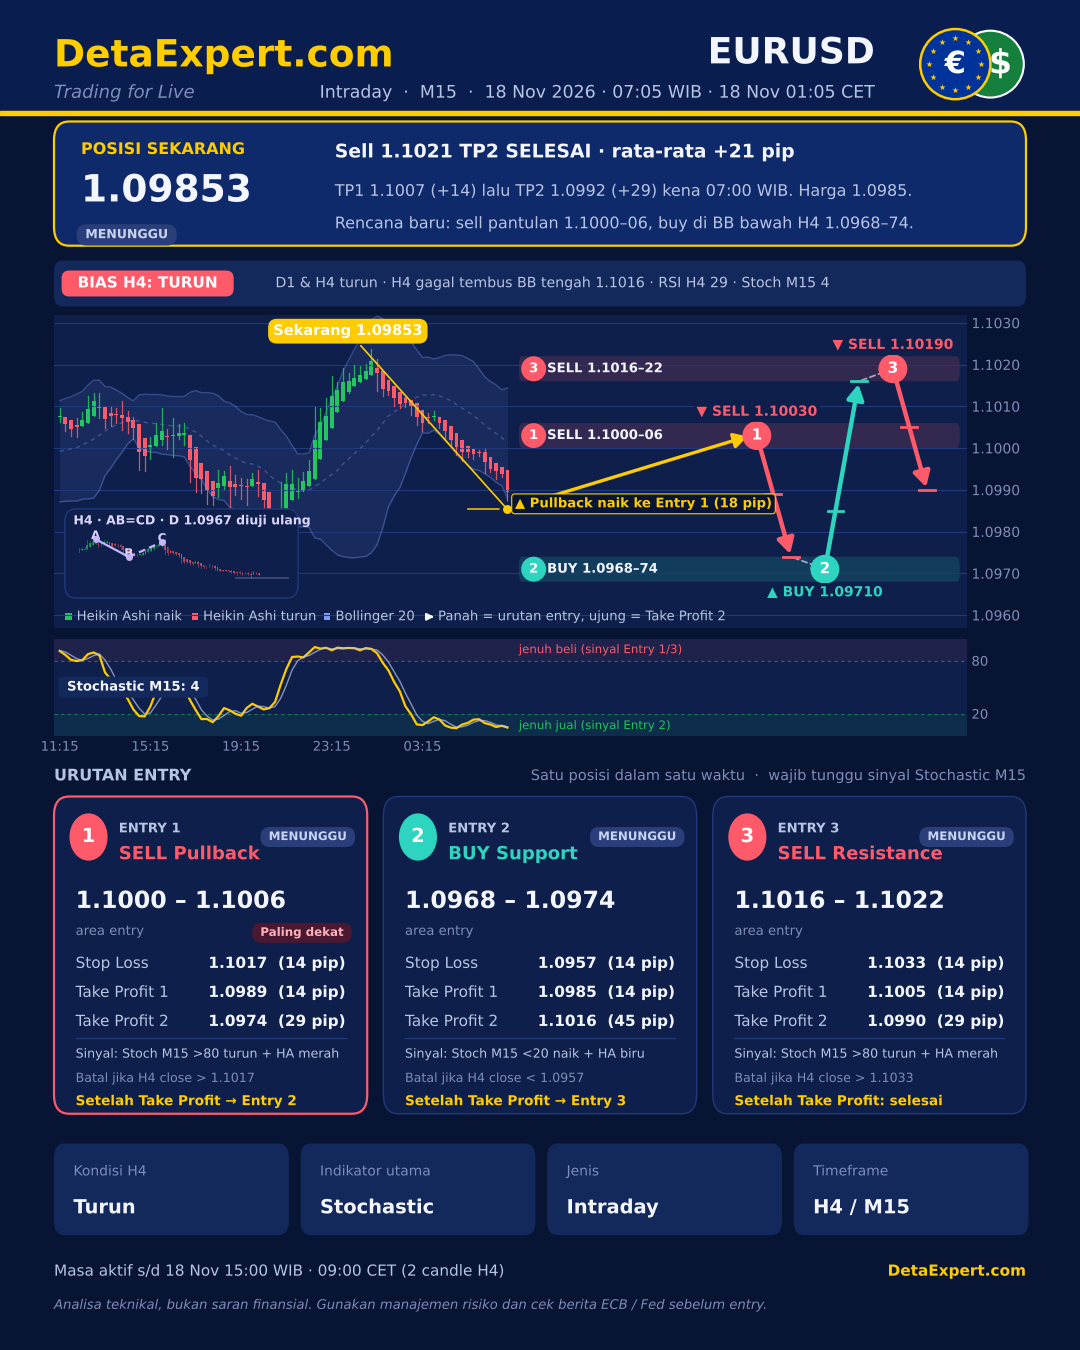 DetaExpert.com
EURUSD
Trading for Live
Intraday · M15 · 18 Nov 2026 · 07:05 WIB · 18 Nov 01:05 CET
€ $
POSISI SEKARANG
1.09853
MENUNGGU
Sell 1.1021 TP2 SELESAI · rata-rata +21 pip
TP1 1.1007 (+14) lalu TP2 1.0992 (+29) kena 07:00 WIB. Harga 1.0985.
Rencana baru: sell pantulan 1.1000–06, buy di BB bawah H4 1.0968–74.
BIAS H4: TURUN
D1 & H4 turun · H4 gagal tembus BB tengah 1.1016 · RSI H4 29 · Stoch M15 4
Sekarang 1.09853
1.1030
▼ SELL 1.10190
3 SELL 1.1016–22
3
1.1020
▼ SELL 1.10030
1.1010
1 SELL 1.1000–06
1
1.1000
1.0990
▲ Pullback naik ke Entry 1 (18 pip)
1.0980
H4 · AB=CD · D 1.0967 diuji ulang
A
B
C
2 BUY 1.0968–74
2
1.0970
▲ BUY 1.09710
Heikin Ashi naik
Heikin Ashi turun
Bollinger 20
Panah = urutan entry, ujung = Take Profit 2
1.0960
jenuh beli (sinyal Entry 1/3)
80
Stochastic M15: 4
20
jenuh jual (sinyal Entry 2)
11:15 15:15 19:15 23:15 03:15
URUTAN ENTRY
Satu posisi dalam satu waktu · wajib tunggu sinyal Stochastic M15
1
ENTRY 1
MENUNGGU
SELL Pullback
1.1000 – 1.1006
area entry
Paling dekat
Stop Loss 1.1017 (14 pip)
Take Profit 1 1.0989 (14 pip)
Take Profit 2 1.0974 (29 pip)
Sinyal: Stoch M15 >80 turun + HA merah
Batal jika H4 close > 1.1017
Setelah Take Profit → Entry 2
2
ENTRY 2
MENUNGGU
BUY Support
1.0968 – 1.0974
area entry
Stop Loss 1.0957 (14 pip)
Take Profit 1 1.0985 (14 pip)
Take Profit 2 1.1016 (45 pip)
Sinyal: Stoch M15 <20 naik + HA biru
Batal jika H4 close < 1.0957
Setelah Take Profit → Entry 3
3
ENTRY 3
MENUNGGU
SELL Resistance
1.1016 – 1.1022
area entry
Stop Loss 1.1033 (14 pip)
Take Profit 1 1.1005 (14 pip)
Take Profit 2 1.0990 (29 pip)
Sinyal: Stoch M15 >80 turun + HA merah
Batal jika H4 close > 1.1033
Setelah Take Profit: selesai
Kondisi H4
Turun
Indikator utama
Stochastic
Jenis
Intraday
Timeframe
H4 / M15
Masa aktif s/d 18 Nov 15:00 WIB · 09:00 CET (2 candle H4)
DetaExpert.com
Analisa teknikal, bukan saran finansial. Gunakan manajemen risiko dan cek berita ECB / Fed sebelum entry.